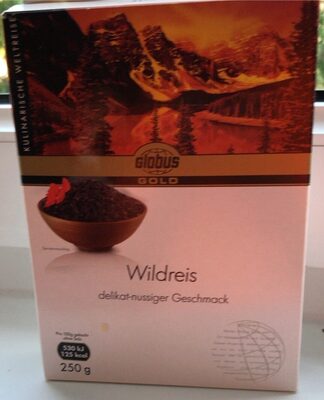 KULINARISCHE WELTREISE
globus
GOLD
Wildreis
delikat-nussiger Geschmack
530 kJ
125 kcal
250 g